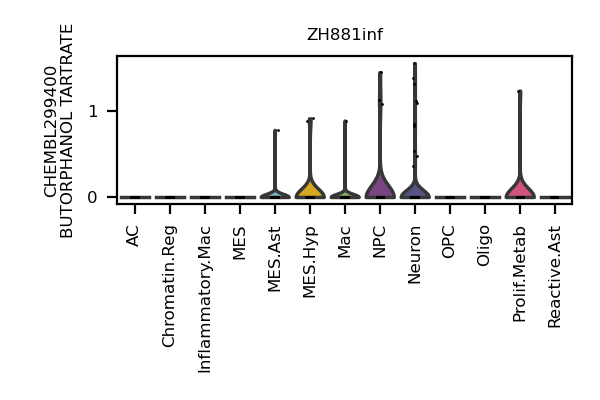 ZH881inf
CHEMBL299400
BUTORPHANOL TARTRATE
1
0
AC
Chromatin.Reg
Inflammatory.Mac
MES
MES.Ast
MES.Hyp
Mac
NPC
Neuron
OPC
Oligo
Prolif.Metab
Reactive.Ast